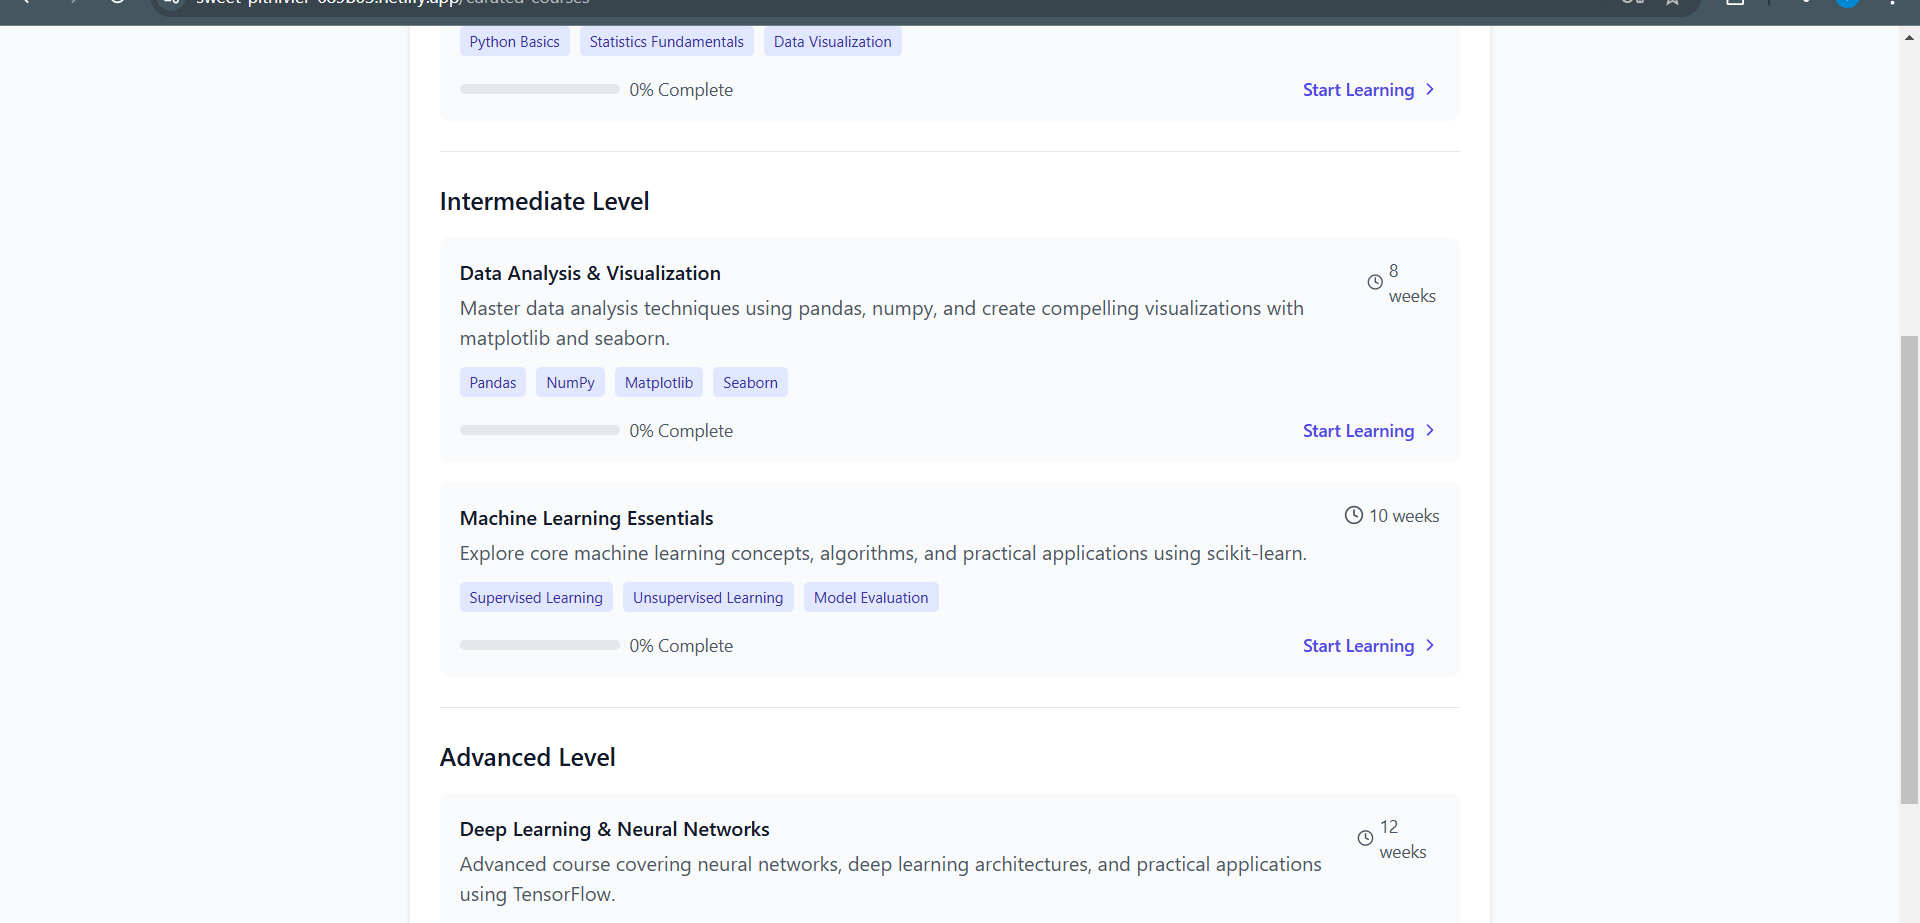 /curated-courses
Python Basics Statistics Fundamentals Data Visualization
0% Complete Start Learning
Intermediate Level
Data Analysis & Visualization
8 weeks
Master data analysis techniques using pandas, numpy, and create compelling visualizations with
matplotlib and seaborn.
Pandas NumPy Matplotlib Seaborn
0% Complete Start Learning
Machine Learning Essentials 10 weeks
Explore core machine learning concepts, algorithms, and practical applications using scikit-learn.
Supervised Learning Unsupervised Learning Model Evaluation
0% Complete Start Learning
Advanced Level
Deep Learning & Neural Networks
12 weeks
Advanced course covering neural networks, deep learning architectures, and practical applications
using TensorFlow.